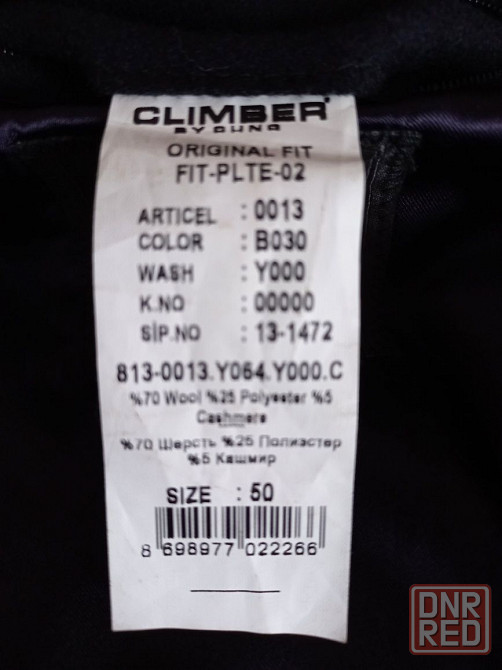 CLIMBER
BYOUNG
ORIGINAL FIT
FIT-PLTE-02
ARTICEL : 0013
COLOR : B030
WASH : Y000
K.NO : 00000
SİP.NO : 13-1472
813-0013.Y064.Y000.C
%70 Wool %25 Polyester %5
Cashmere
%70 Шерсть %25 Полиэстер
%5 Кашмир
SIZE : 50
8 698977 022266
DNR
RED